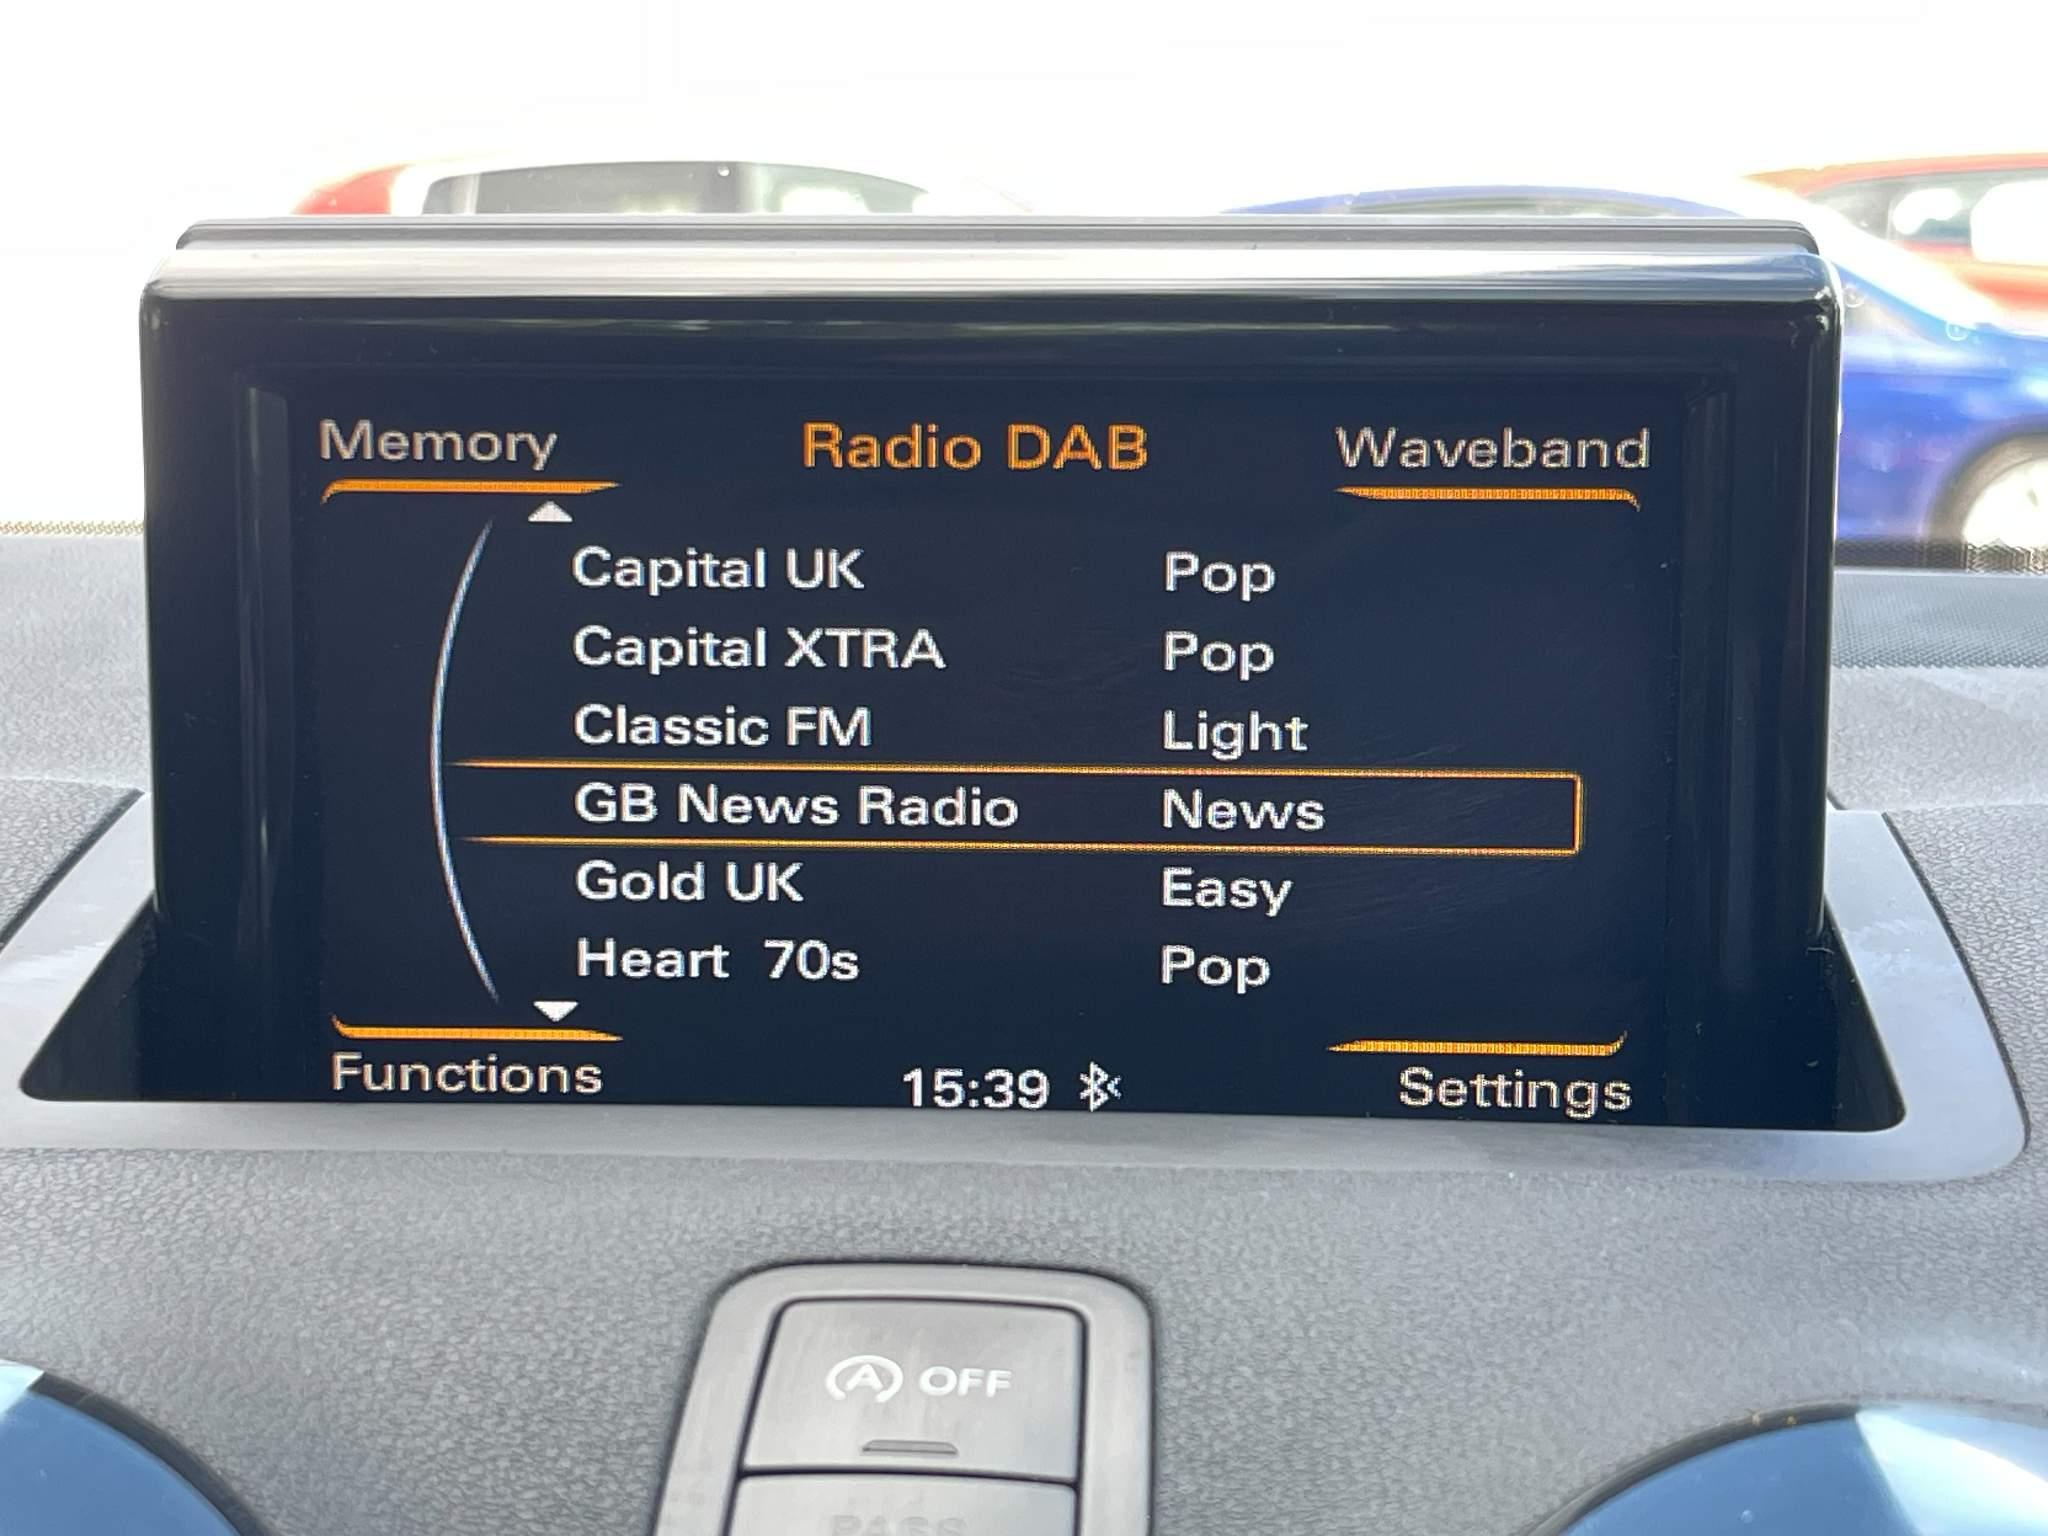 Memory Radio DAB Waveband
Capital UK Pop
Capital XTRA Pop
Classic FM Light
GB News Radio News
Gold UK Easy
Heart 70s Pop
Functions 15:39 Settings
A OFF
PASS